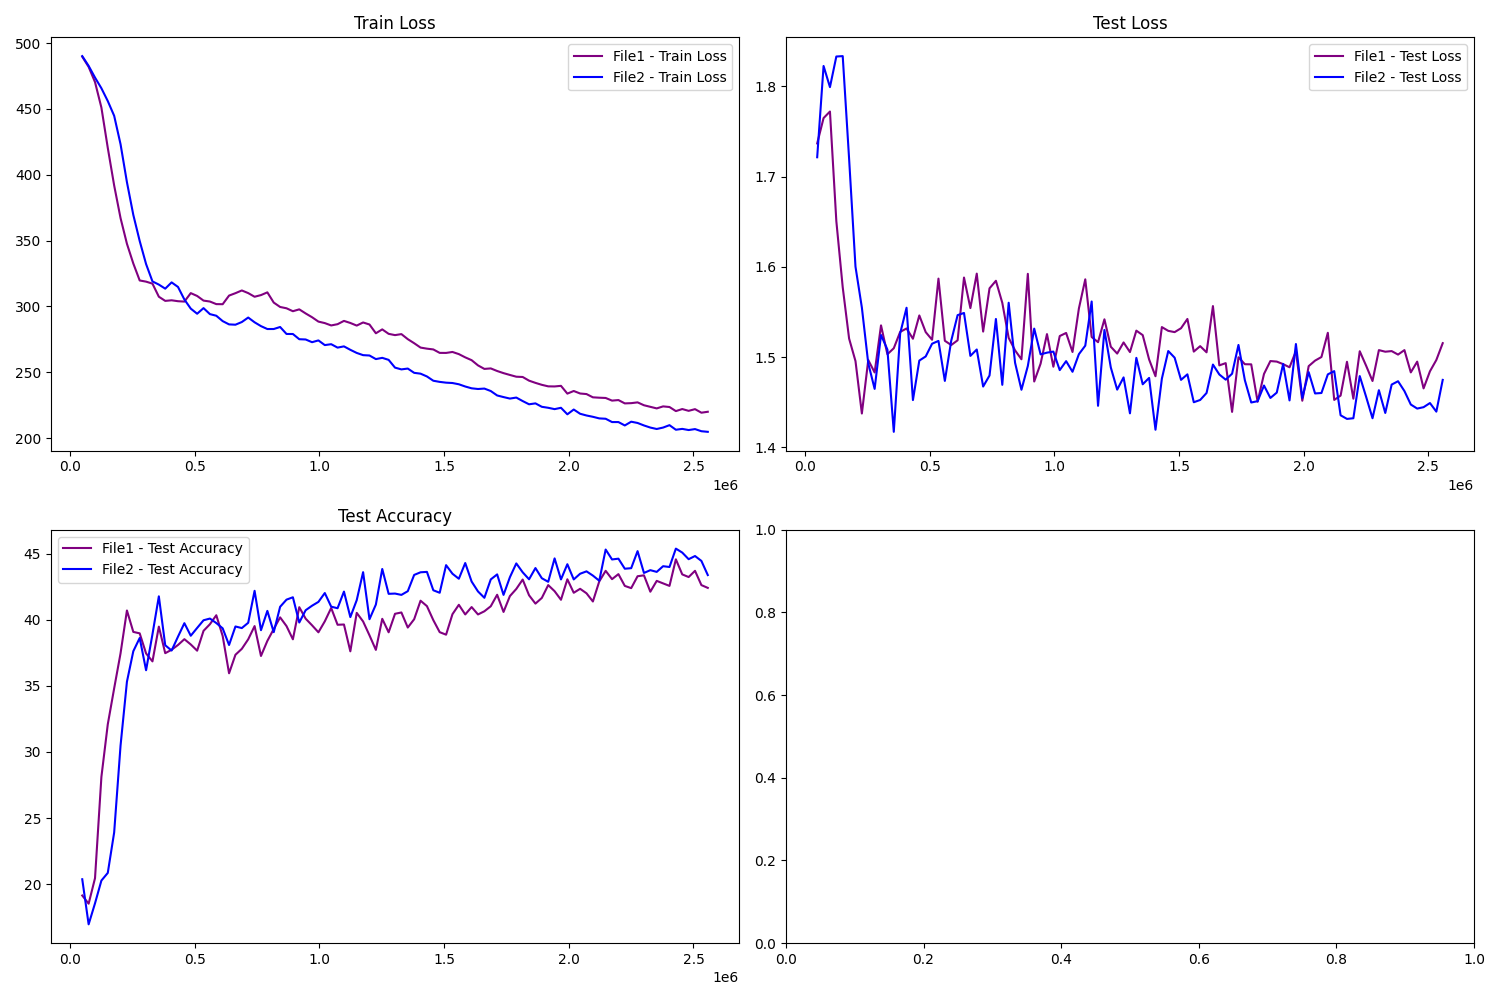 Train Loss
500
450
400
350
300
250
200
0.0 0.5 1.0 1.5 2.0 2.5
1e6
File1 - Train Loss
File2 - Train Loss
Test Loss
1.8
1.7
1.6
1.5
1.4
0.0 0.5 1.0 1.5 2.0 2.5
1e6
File1 - Test Loss
File2 - Test Loss
Test Accuracy
45
40
35
30
25
20
0.0 0.5 1.0 1.5 2.0 2.5
1e6
File1 - Test Accuracy
File2 - Test Accuracy
1.0
0.8
0.6
0.4
0.2
0.0
0.0 0.2 0.4 0.6 0.8 1.0